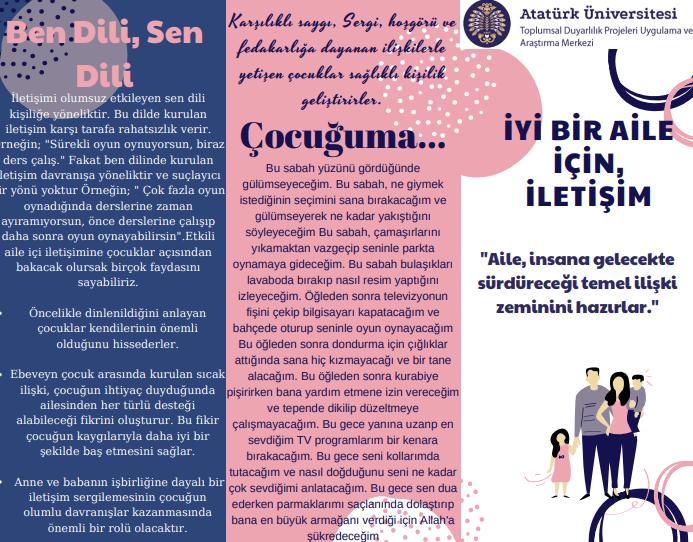 Ben Dili, Sen
Dili
İletişimi olumsuz etkileyen sen dili
kişiliğe yöneliktir. Bu dilde kurulan
iletişim karşı tarafa rahatsızlık verir.
rneğin; "Sürekli oyun oynuyorsun, biraz
ders çalış." Fakat ben dilinde kurulan
letişim davranışa yöneliktir ve suçlayıcı
ir yönü yoktur Örneğin; " Çok fazla oyun
oynadığında derslerine zaman
ayıramıyorsun, önce derslerine çalışıp
daha sonra oyun oynayabilirsin".Etkili
aile içi iletişimine çocuklar açısından
bakacak olursak birçok faydasını
sayabiliriz.
Öncelikle dinlenildiğini anlayan
çocuklar kendilerinin önemli
olduğunu hissederler.
Ebeveyn çocuk arasında kurulan sıcak
ilişki, çocuğun ihtiyaç duyduğunda
ailesinden her türlü desteği
alabileceği fikrini oluşturur. Bu fikir
çocuğun kaygılarıyla daha iyi bir
şekilde baş etmesini sağlar.
Anne ve babanın işbirliğine dayalı bir
iletişim sergilemesinin çocuğun
olumlu davranışlar kazanmasında
önemli bir rolü olacaktır.
Karşılıklı saygı, Sergi, hoşgörü ve
fedakarlığa dayanan ilişkilerle
yetişen çocuklar sağlıklı kişilik
geliştirirler.
Çocuğuma...
Bu sabah yüzünü gördüğünde
gülümseyeceğim. Bu sabah, ne giymek
istediğinin seçimini sana bırakacağım ve
gülümseyerek ne kadar yakıştığını
söyleyeceğim Bu sabah, çamaşırlarını
yıkamaktan vazgeçip seninle parkta
oynamaya gideceğim. Bu sabah bulaşıkları
lavaboda bırakıp nasıl resim yaptığını
izleyeceğim. Öğleden sonra televizyonun
fişini çekip bilgisayarı kapatacağım ve
bahçede oturup seninle oyun oynayacağım
Bu öğleden sonra dondurma için çığlıklar
attığında sana hiç kızmayacağı ve bir tane
alacağım. Bu öğleden sonra kurabiye
pişirirken bana yardım etmene izin vereceğim
ve tepende dikilip düzeltmeye
çalışmayacağım. Bu gece yanına uzanıp en
sevdiğim TV programlarım bir kenara
bırakacağım. Bu gece seni kollarımda
tutacağım ve nasıl doğduğunu seni ne kadar
çok sevdiğimi anlatacağım. Bu gece sen dua
ederken parmaklarımı saçlarında dolaştırıp
bana en büyük armağanı verdiği için Allah'a
şükredeceğim
Atatürk Üniversitesi
Toplumsal Duyarlılık Projeleri Uygulama ve
Araştırma Merkezi
İYİ BİR AİLE
İÇİN,
İLETİŞİM
"Aile, insana gelecekte
sürdüreceği temel ilişki
zeminini hazırlar."